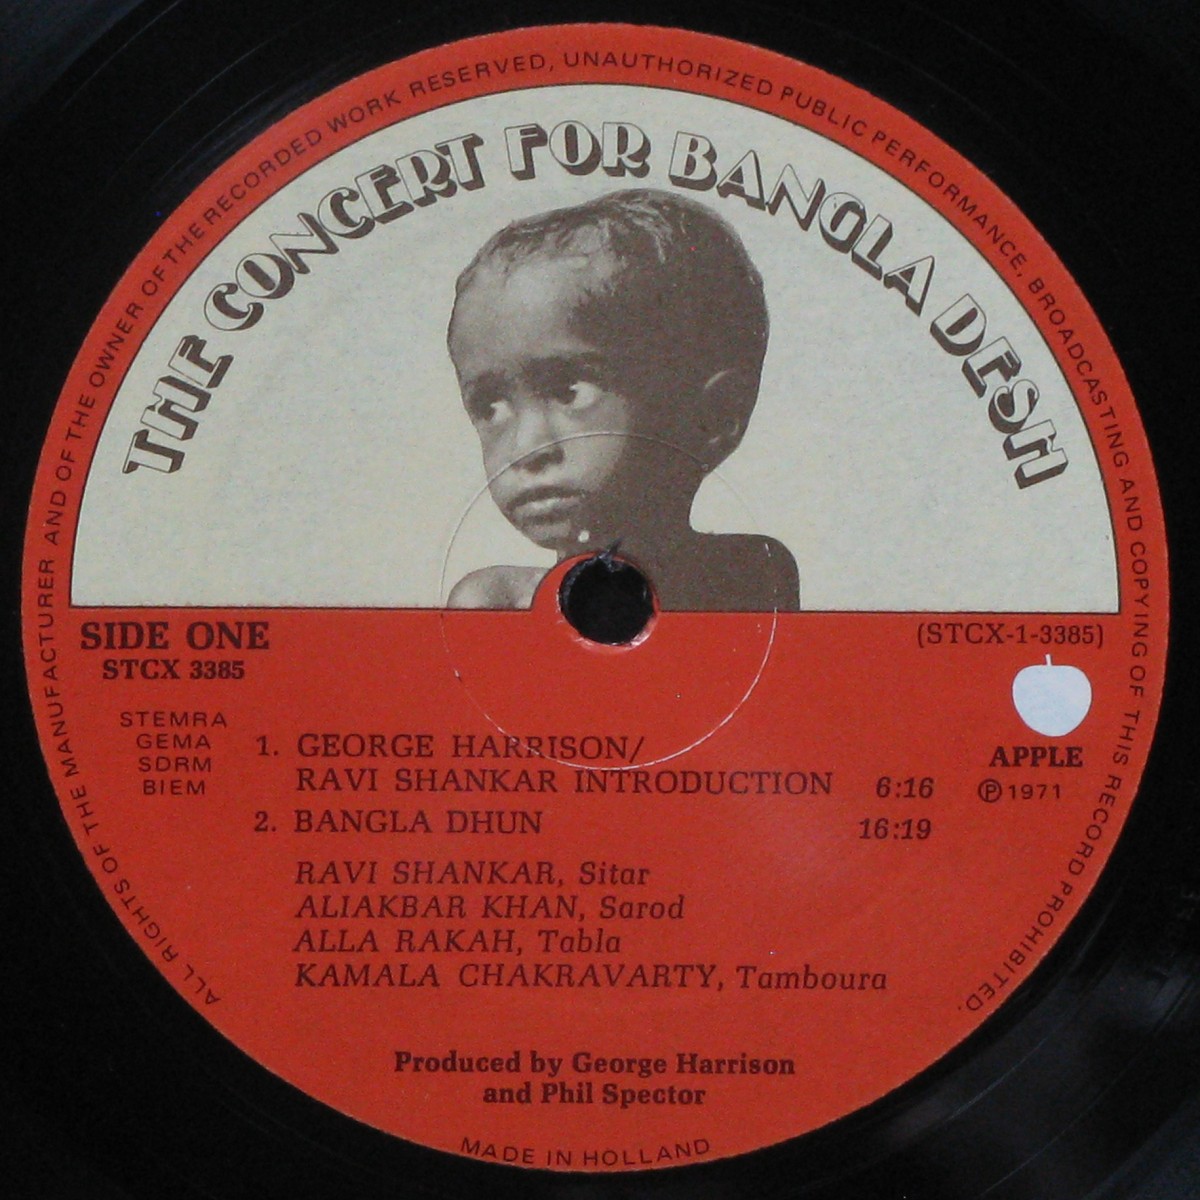 ALL RIGHTS OF THE MANUFACTURER AND OF THE OWNER OF THE RECORDED WORK RESERVED, UNAUTHORIZED PUBLIC PERFORMANCE, BROADCASTING AND COPYING OF THIS RECORD PROHIBITED.
THE CONCERT FOR BANGLA DESH
SIDE ONE
STCX 3385
(STCX-1-3385)
STEMRA
GEMA
SDRM
BIEM
APPLE
℗ 1971
1. GEORGE HARRISON/
RAVI SHANKAR INTRODUCTION 6:16
2. BANGLA DHUN 16:19
RAVI SHANKAR, Sitar
ALIAKBAR KHAN, Sarod
ALLA RAKAH, Tabla
KAMALA CHAKRAVARTY, Tamboura
Produced by George Harrison
and Phil Spector
MADE IN HOLLAND